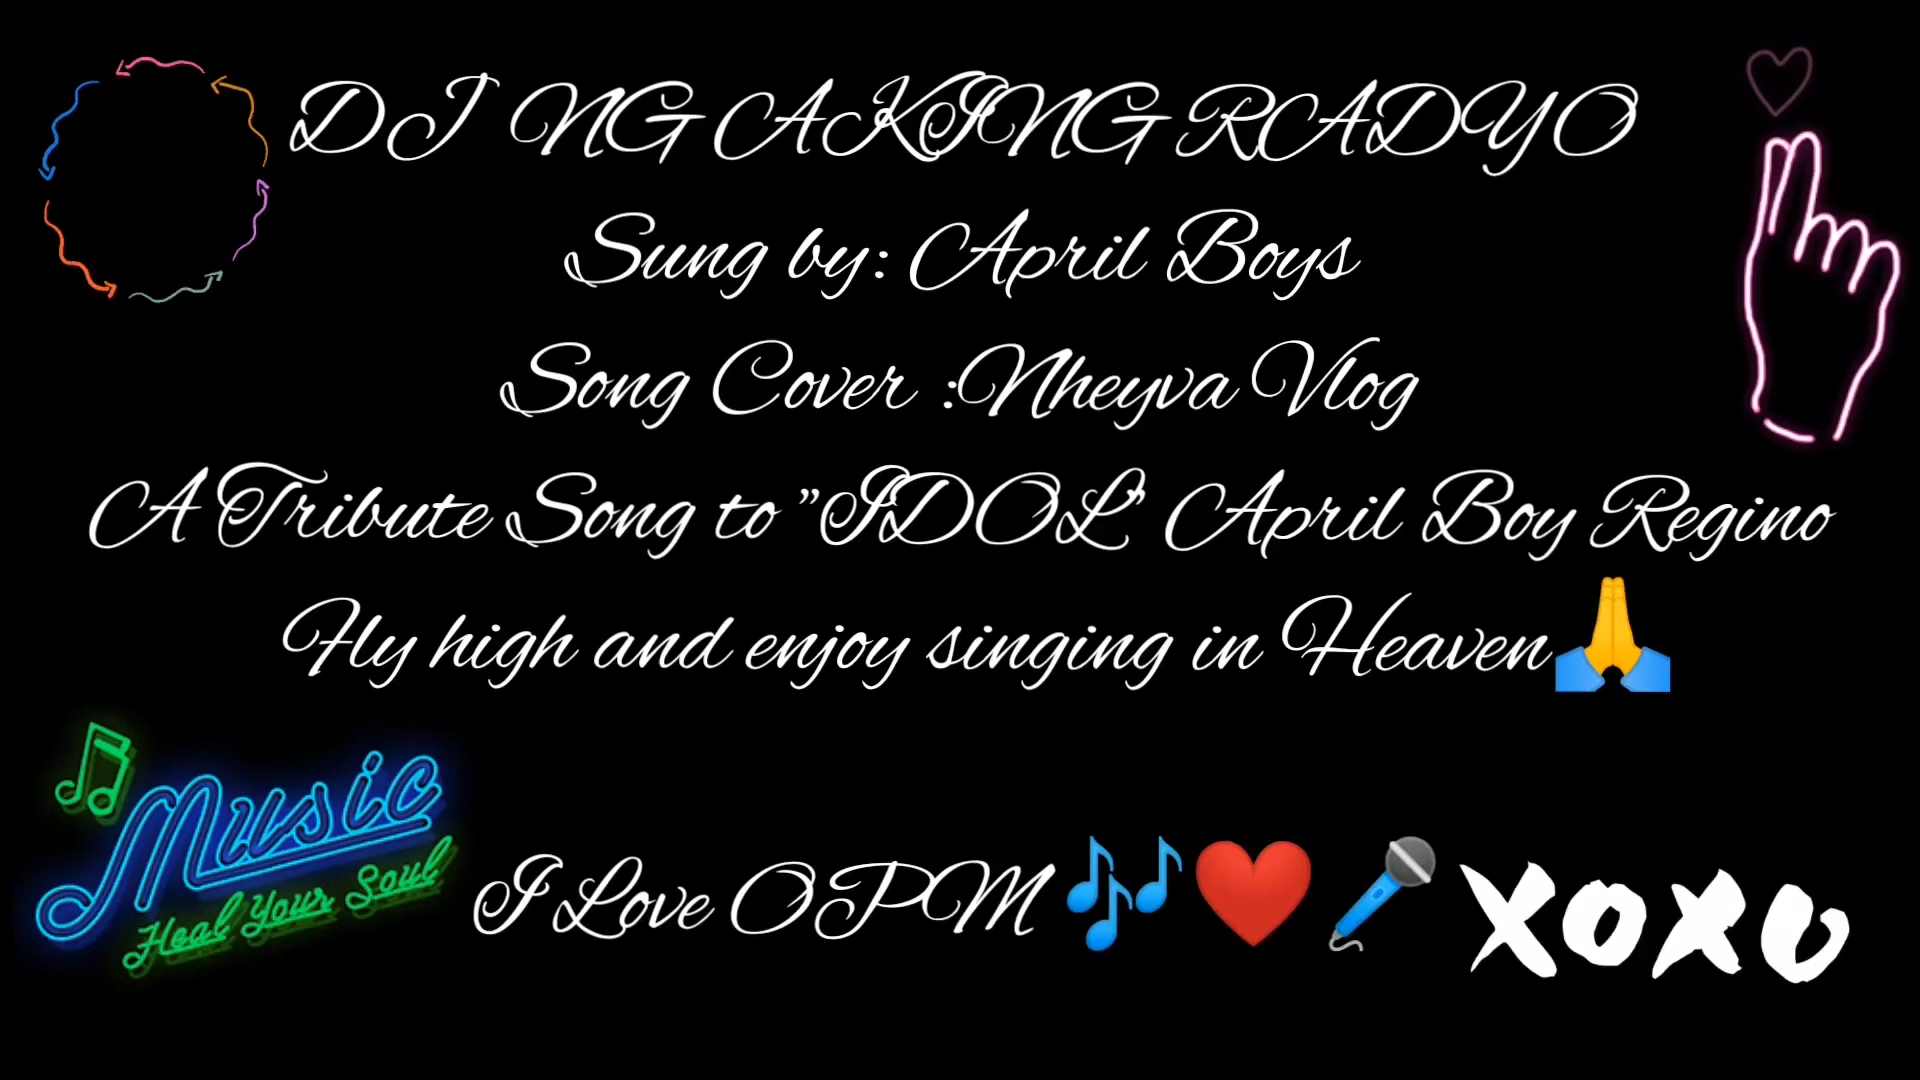 DJ NG AKING RADYO
Sung by: April Boys
Song Cover :Nheyva Vlog
A Tribute Song to "IDOL" April Boy Regino
Fly high and enjoy singing in Heaven🙏
Music
Heal Your Soul
I Love OPM🎶❤️🎤
XOXO